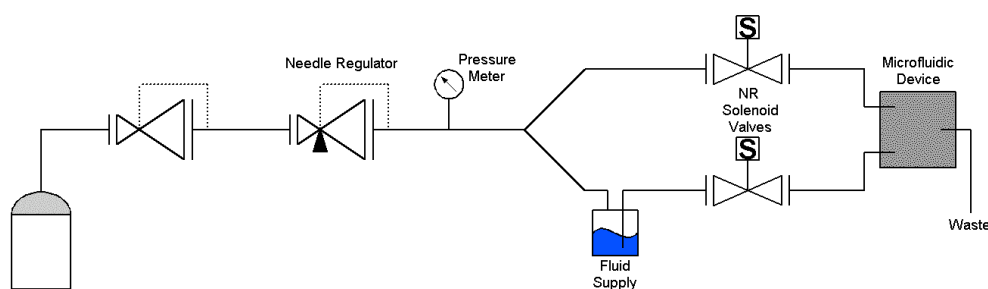 S
Needle Regulator
Pressure
Meter
NR
Solenoid
Valves
Microfluidic
Device
S
Waste
Fluid
Supply